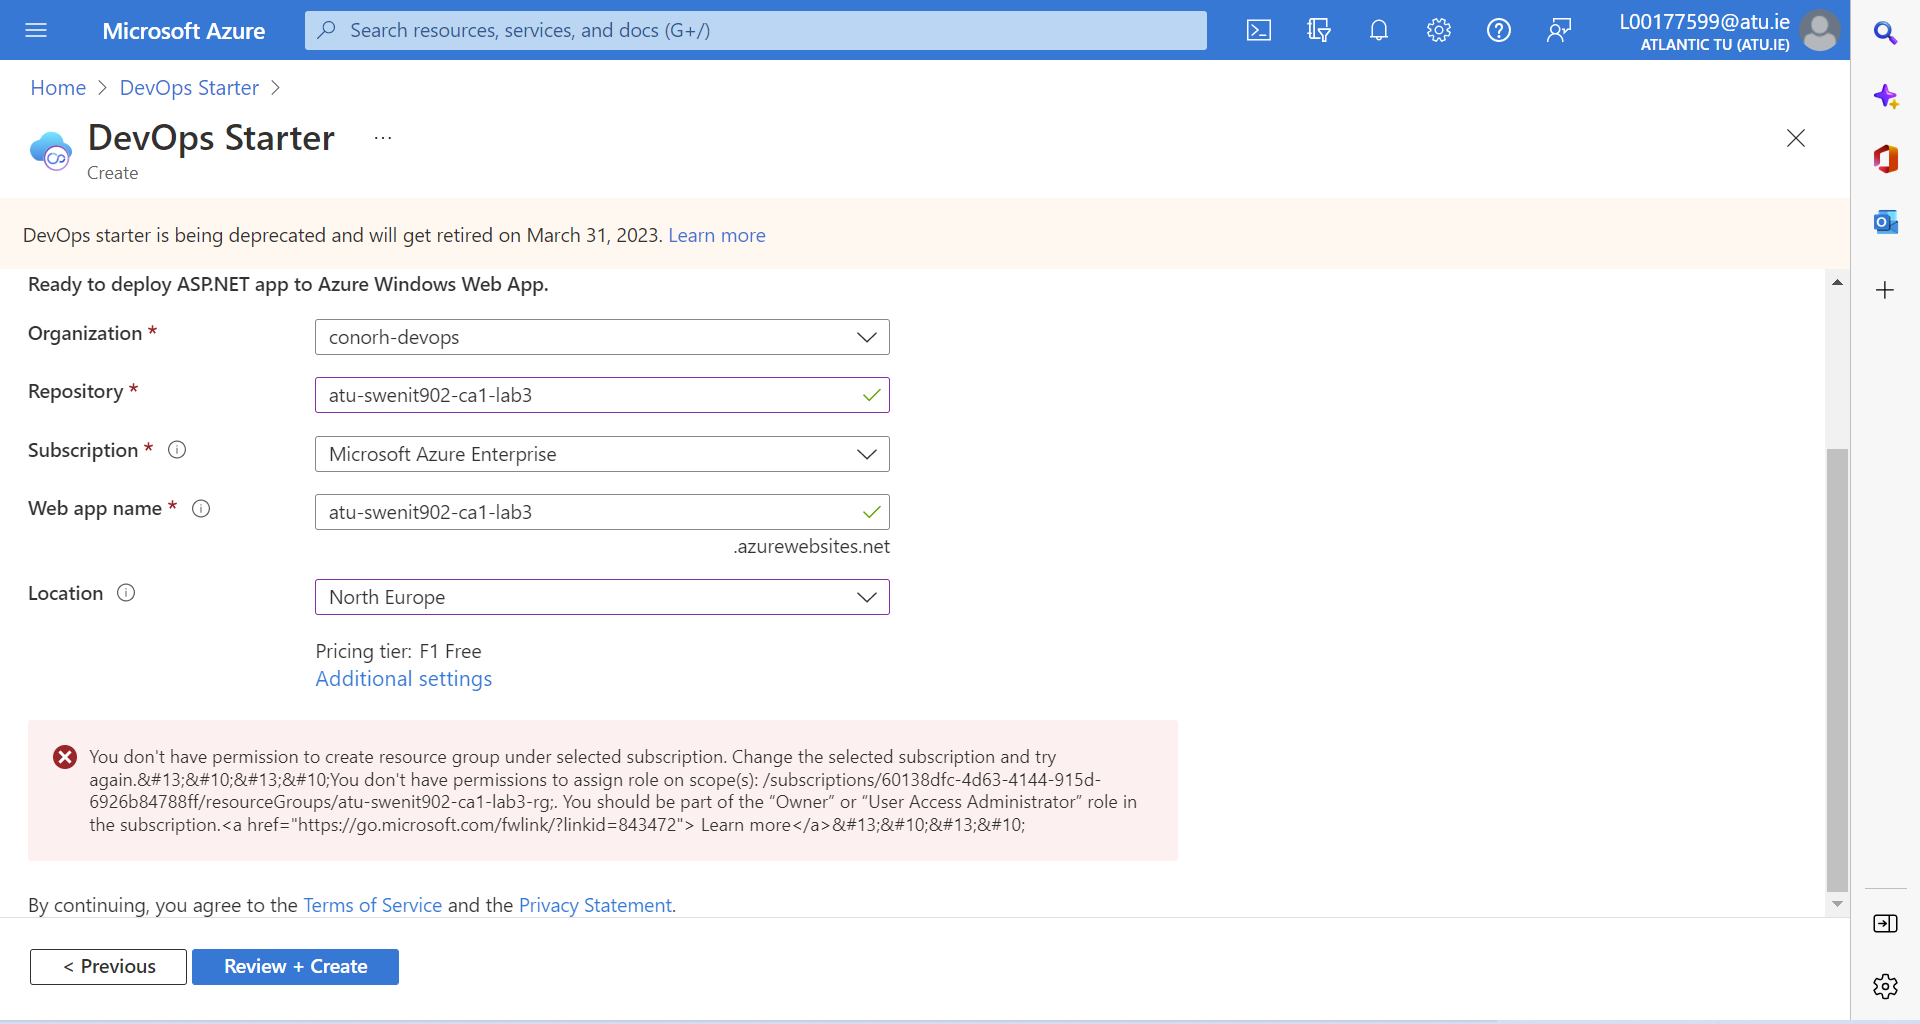 Microsoft Azure
Search resources, services, and docs (G+/)
L00177599@atu.ie
ATLANTIC TU (ATU.IE)
Home > DevOps Starter >
DevOps Starter ...
Create
DevOps starter is being deprecated and will get retired on March 31, 2023. Learn more
Ready to deploy ASP.NET app to Azure Windows Web App.
Organization *
conorh-devops
Repository *
atu-swenit902-ca1-lab3
Subscription *
Microsoft Azure Enterprise
Web app name *
atu-swenit902-ca1-lab3
.azurewebsites.net
Location
North Europe
Pricing tier: F1 Free
Additional settings
You don't have permission to create resource group under selected subscription. Change the selected subscription and try
again.&#13;&#10;&#13;&#10;You don't have permissions to assign role on scope(s): /subscriptions/60138dfc-4d63-4144-915d-
6926b84788ff/resourceGroups/atu-swenit902-ca1-lab3-rg;. You should be part of the “Owner” or “User Access Administrator” role in
the subscription.<a href="https://go.microsoft.com/fwlink/?linkid=843472"> Learn more</a>&#13;&#10;&#13;&#10;
By continuing, you agree to the Terms of Service and the Privacy Statement.
< Previous
Review + Create